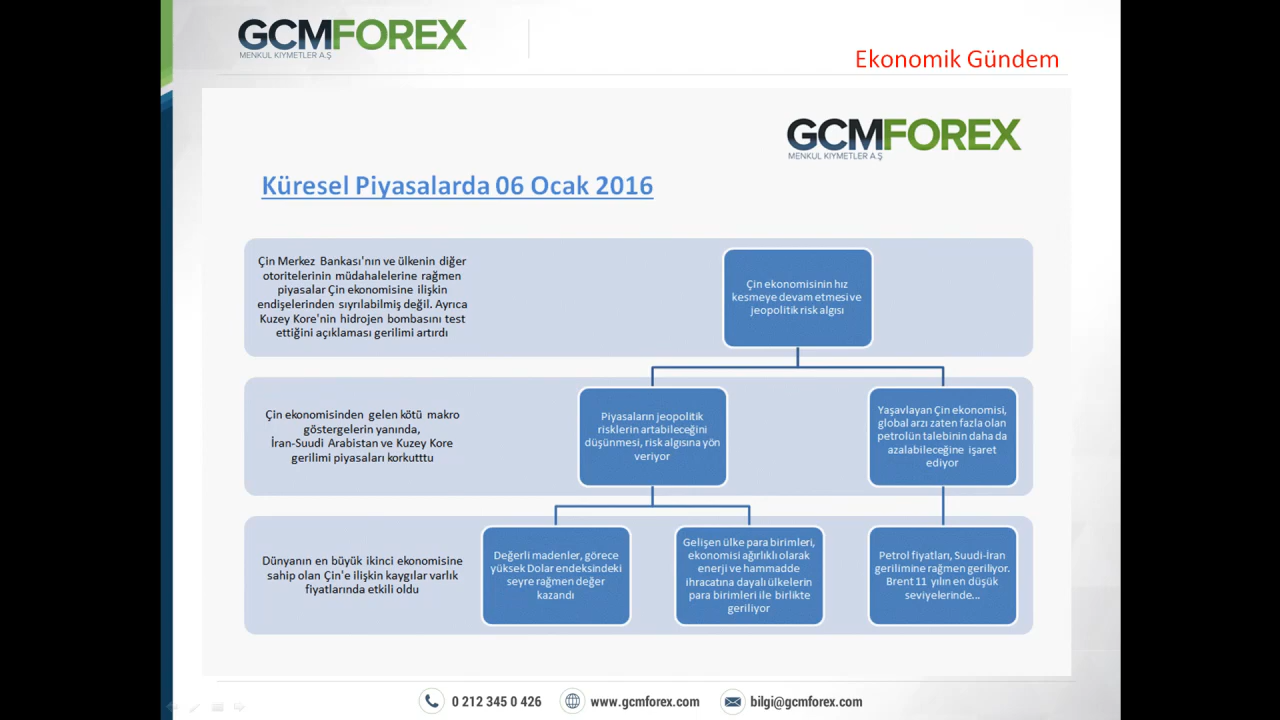 GCMFOREX
MENKUL KIYMETLER A.Ş
Ekonomik Gündem
GCMFOREX
MENKUL KIYMETLER A.Ş
Küresel Piyasalarda 06 Ocak 2016
Çin Merkez Bankası'nın ve ülkenin diğer
otoritelerinin müdahalelerine rağmen
piyasalar Çin ekonomisine ilişkin
endişelerinden sıyrılabilmiş değil. Ayrıca
Kuzey Kore'nin hidrojen bombasını test
ettiğini açıklaması gerilimi artırdı
Çin ekonomisinin hız
kesmeye devam etmesi ve
jeopolitik risk algısı
Çin ekonomisinden gelen kötü makro
göstergelerin yanında,
İran-Suudi Arabistan ve Kuzey Kore
gerilimi piyasaları korkutttu
Piyasaların jeopolitik
risklerin artabileceğini
düşünmesi, risk algısına yön
veriyor
Yaşavlayan Çin ekonomisi,
global arzı zaten fazla olan
petrolün talebinin daha da
azalabileceğine işaret
ediyor
Dünyanın en büyük ikinci ekonomisine
sahip olan Çin'e ilişkin kaygılar varlık
fiyatlarında etkili oldu
Değerli madenler, görece
yüksek Dolar endeksindeki
seyre rağmen değer
kazandı
Gelişen ülke para birimleri,
ekonomisi ağırlıklı olarak
enerji ve hammadde
ihracatına dayalı ülkelerin
para birimleri ile birlikte
geriliyor
Petrol fiyatları, Suudi-İran
gerilimine rağmen geriliyor.
Brent 11 yılın en düşük
seviyelerinde...
0 212 345 0 426
www.gcmforex.com
bilgi@gcmforex.com